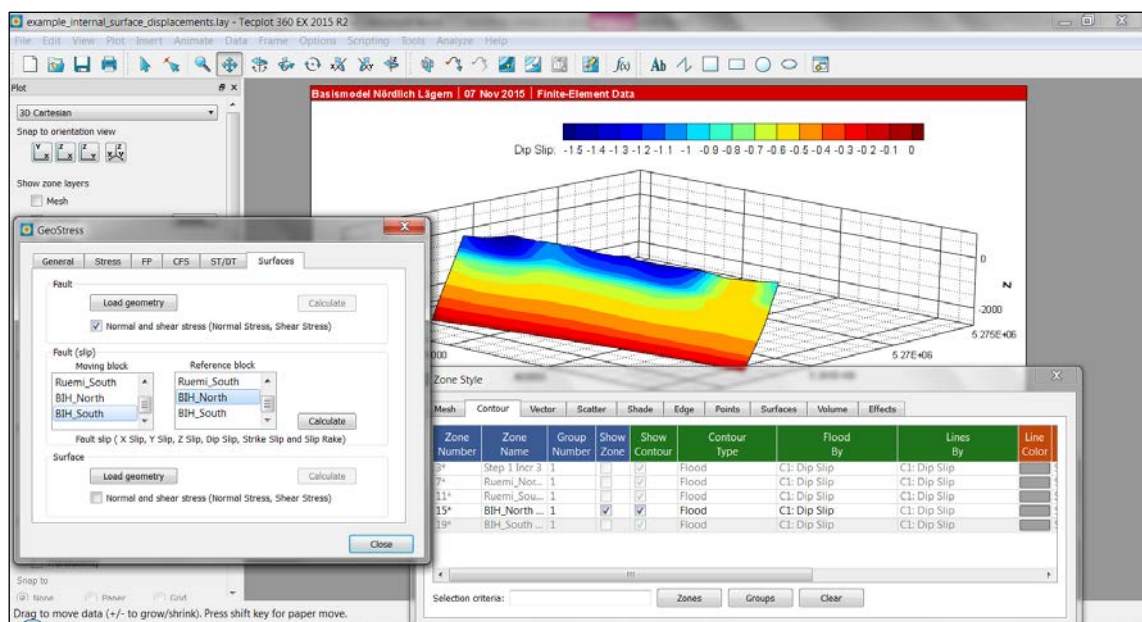 example_internal_surface_displacements.lay - Tecplot 360 EX 2015 R2
File Edit View Plot Insert Animate Data Frame Options Scripting Tools Analyze Help
Ab
Plot
3D Cartesian
Snap to orientation view
Show zone layers
Mesh
Basismodel Nördlich Lägern | 07 Nov 2015 | Finite-Element Data
Dip Slip: -1.5 -1.4 -1.3 -1.2 -1.1 -1 -0.9 -0.8 -0.7 -0.6 -0.5 -0.4 -0.3 -0.2 -0.1 0
0
N
-2000
5.275E+06
5.27E+06
GeoStress
General Stress FP CFS ST/DT Surfaces
Fault
Load geometry Calculate
Normal and shear stress (Normal Stress, Shear Stress)
Fault (slip)
Moving block Reference block
Ruemi_South Ruemi_South
BIH_North BIH_North
BIH_South BIH_South
Calculate
Fault slip ( X Slip, Y Slip, Z Slip, Dip Slip, Strike Slip and Slip Rake)
Surface
Load geometry Calculate
Normal and shear stress (Normal Stress, Shear Stress)
Close
Zone Style
Mesh Contour Vector Scatter Shade Edge Points Surfaces Volume Effects
Zone Number Zone Name Group Number Show Zone Show Contour Contour Type Flood By Lines By Line Color
3* Step 1 Incr 3 1 Flood C1: Dip Slip C1: Dip Slip
7* Ruemi_Nor... 1 Flood C1: Dip Slip C1: Dip Slip
11* Ruemi_Sou... 1 Flood C1: Dip Slip C1: Dip Slip
15* BIH_North ... 1 Flood C1: Dip Slip C1: Dip Slip
19* BIH_South ... 1 Flood C1: Dip Slip C1: Dip Slip
Selection criteria: Zones Groups Clear
Snap to
None Paper Grid
Drag to move data (+/- to grow/shrink). Press shift key for paper move.